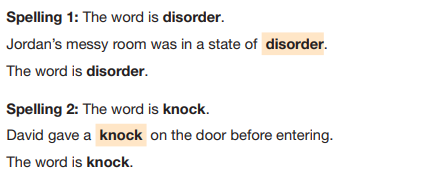 Spelling 1: The word is disorder.
Jordan’s messy room was in a state of disorder.
The word is disorder.
Spelling 2: The word is knock.
David gave a knock on the door before entering.
The word is knock.